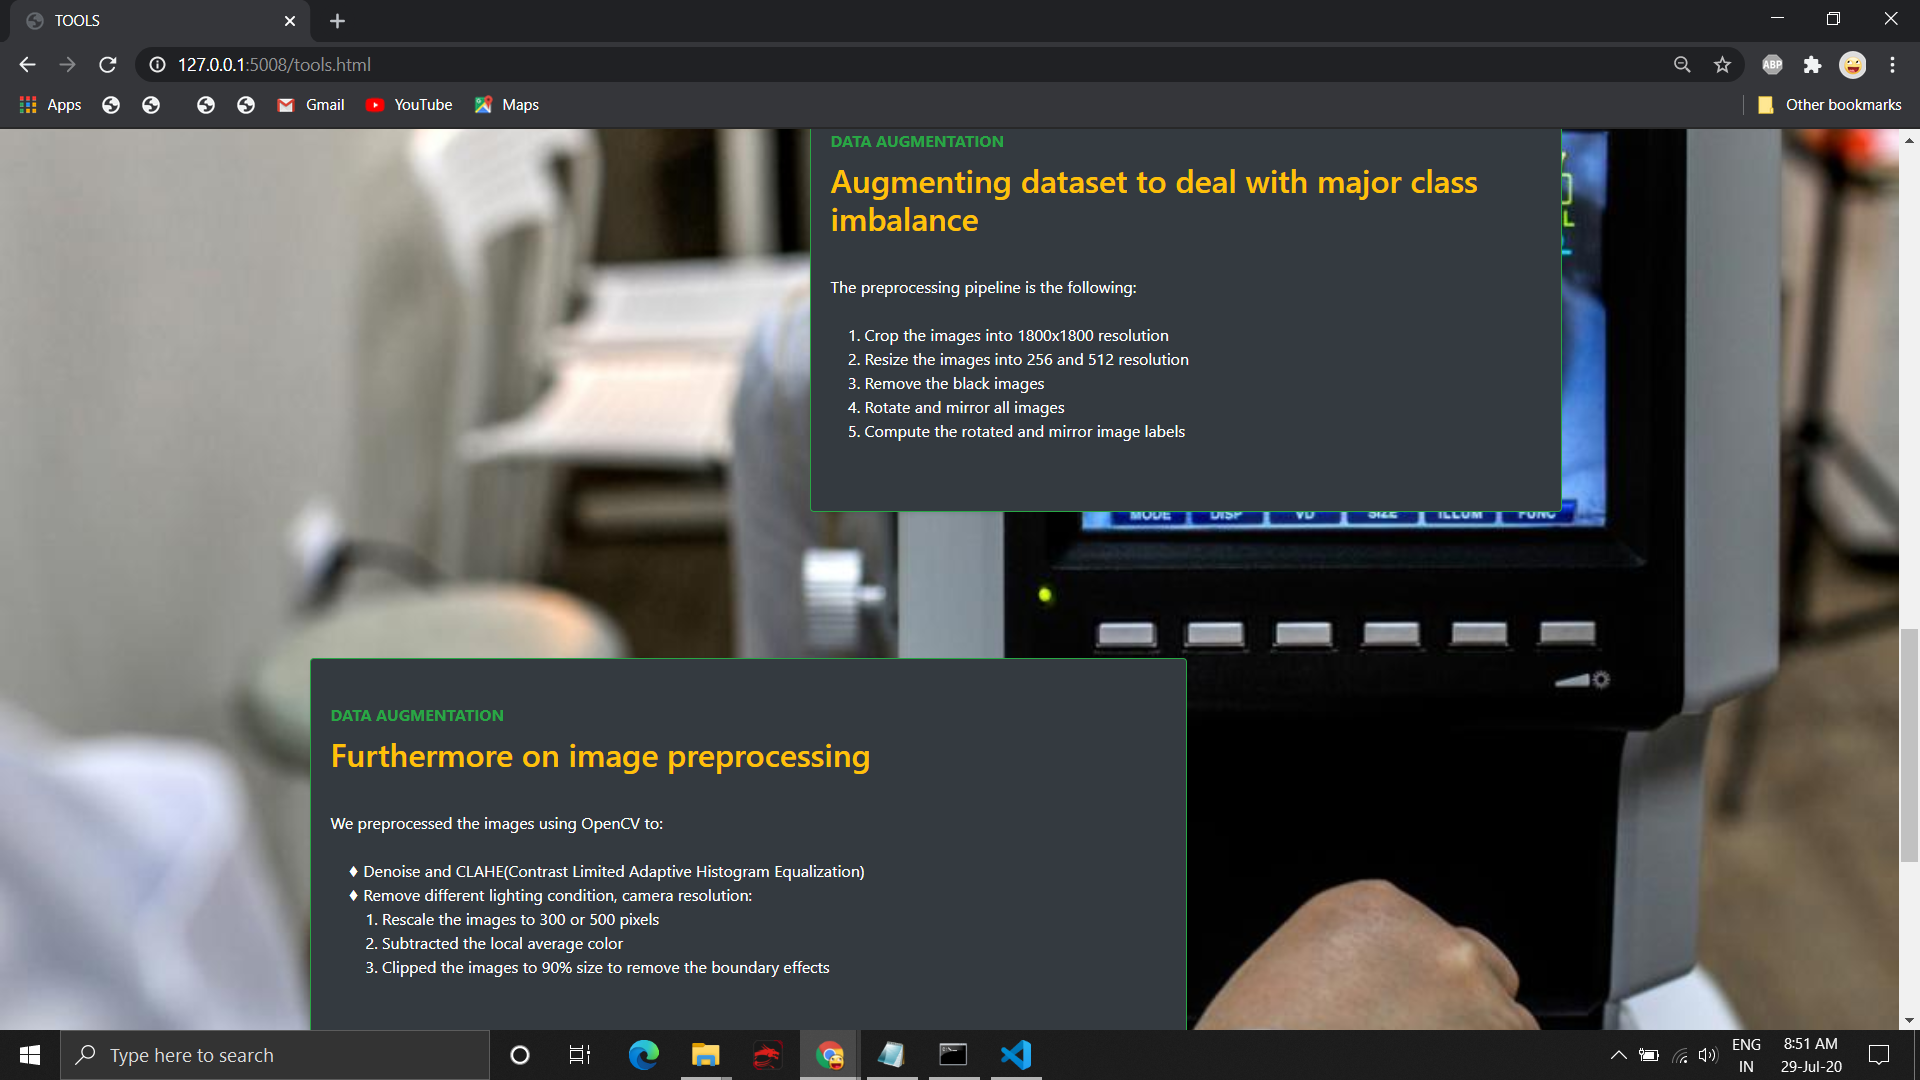 TOOLS
127.0.0.1:5008/tools.html
ABP
Apps
Gmail
YouTube
Maps
Other bookmarks
DATA AUGMENTATION
Augmenting dataset to deal with major class
imbalance
The preprocessing pipeline is the following:
1. Crop the images into 1800x1800 resolution
2. Resize the images into 256 and 512 resolution
3. Remove the black images
4. Rotate and mirror all images
5. Compute the rotated and mirror image labels
MODE DISP VD SIZE ILLUM FUNC
DATA AUGMENTATION
Furthermore on image preprocessing
We preprocessed the images using OpenCV to:
♦ Denoise and CLAHE(Contrast Limited Adaptive Histogram Equalization)
♦ Remove different lighting condition, camera resolution:
1. Rescale the images to 300 or 500 pixels
2. Subtracted the local average color
3. Clipped the images to 90% size to remove the boundary effects
Type here to search
ENG
IN
8:51 AM
29-Jul-20